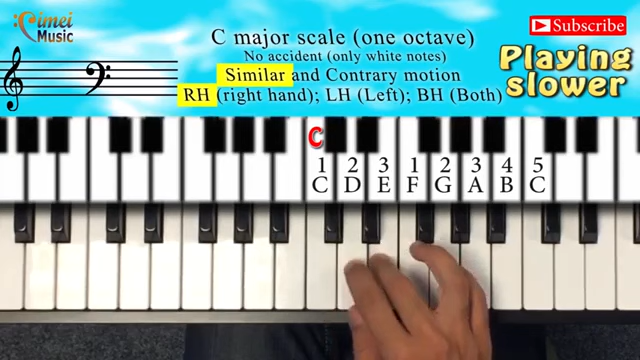 Cimei
Music
C major scale (one octave)
No accident (only white notes)
Similar and Contrary motion
RH (right hand); LH (Left); BH (Both)
Subscribe
Playing
slower
C
1 2 3 1 2 3 4 5
C D E F G A B C